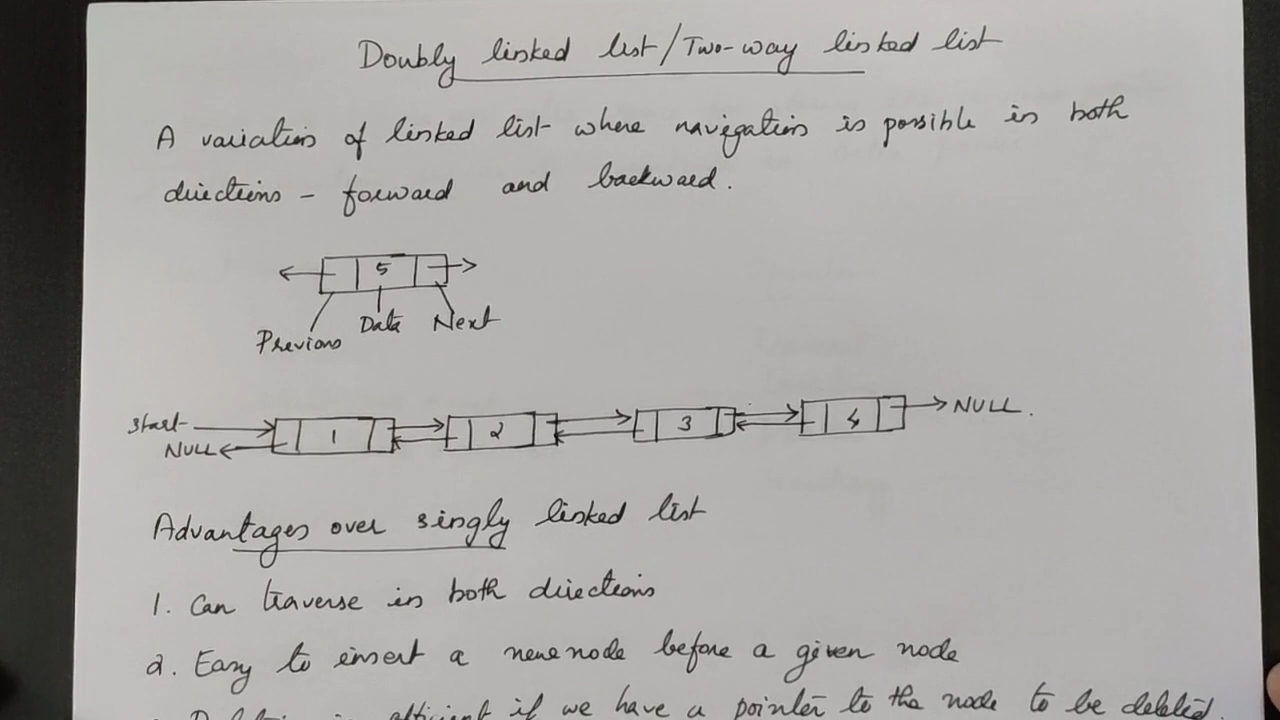 Doubly linked list/Two-way linked list
A variation of linked list where navigation is possible in both
directions - forward and backward.
5
Previous Data Next
Start 1 2 3 4 NULL.
NULL
Advantages over singly linked list
1. Can traverse in both directions
2. Easy to insert a new node before a given node
is efficient if we have a pointer to the node to be deleted.